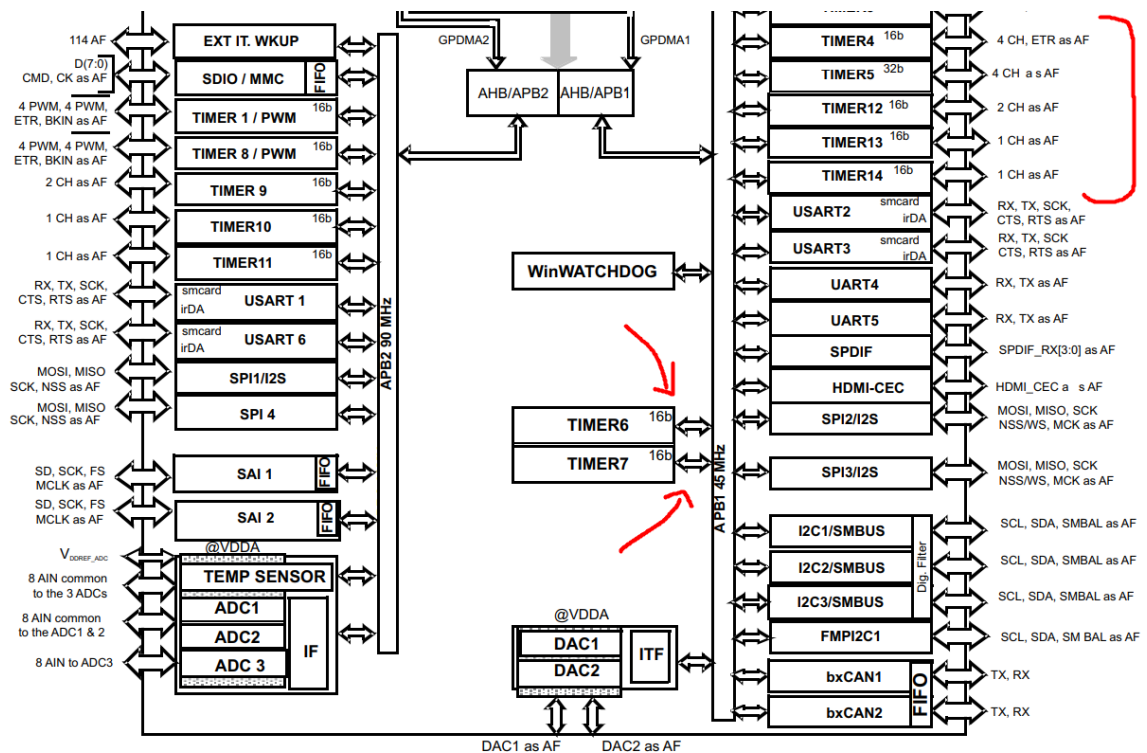 114 AF
EXT IT. WKUP
D(7:0)
CMD, CK as AF
SDIO / MMC
FIFO
4 PWM, 4 PWM,
ETR, BKIN as AF
TIMER 1 / PWM
16b
4 PWM, 4 PWM,
ETR, BKIN as AF
TIMER 8 / PWM
16b
2 CH as AF
TIMER 9
16b
1 CH as AF
TIMER10
16b
1 CH as AF
TIMER11
16b
RX, TX, SCK,
CTS, RTS as AF
smcard
irDA
USART 1
RX, TX, SCK,
CTS, RTS as AF
smcard
irDA
USART 6
MOSI, MISO
SCK, NSS as AF
SPI1/I2S
MOSI, MISO
SCK, NSS as AF
SPI 4
SD, SCK, FS
MCLK as AF
SAI 1
FIFO
SD, SCK, FS
MCLK as AF
SAI 2
FIFO
@VDDA
VDDREF_ADC
TEMP SENSOR
8 AIN common
to the 3 ADCs
ADC1
8 AIN common
to the ADC1 & 2
ADC2
8 AIN to ADC3
ADC 3
IF
APB2 90 MHz
GPDMA2
GPDMA1
AHB/APB2
AHB/APB1
WinWATCHDOG
TIMER6
16b
TIMER7
16b
@VDDA
DAC1
DAC2
ITF
DAC1 as AF
DAC2 as AF
APB1 45 MHz
TIMER4
16b
4 CH, ETR as AF
TIMER5
32b
4 CH a s AF
TIMER12
16b
2 CH as AF
TIMER13
16b
1 CH as AF
TIMER14
16b
1 CH as AF
USART2
smcard
irDA
RX, TX, SCK,
CTS, RTS as AF
USART3
smcard
irDA
RX, TX, SCK
CTS, RTS as AF
UART4
RX, TX as AF
UART5
RX, TX as AF
SPDIF
SPDIF_RX[3:0] as AF
HDMI-CEC
HDMI_CEC a s AF
SPI2/I2S
MOSI, MISO, SCK
NSS/WS, MCK as AF
SPI3/I2S
MOSI, MISO, SCK
NSS/WS, MCK as AF
I2C1/SMBUS
SCL, SDA, SMBAL as AF
I2C2/SMBUS
SCL, SDA, SMBAL as AF
I2C3/SMBUS
SCL, SDA, SMBAL as AF
Dig. Filter
FMPI2C1
SCL, SDA, SM BAL as AF
bxCAN1
TX, RX
bxCAN2
TX, RX
FIFO